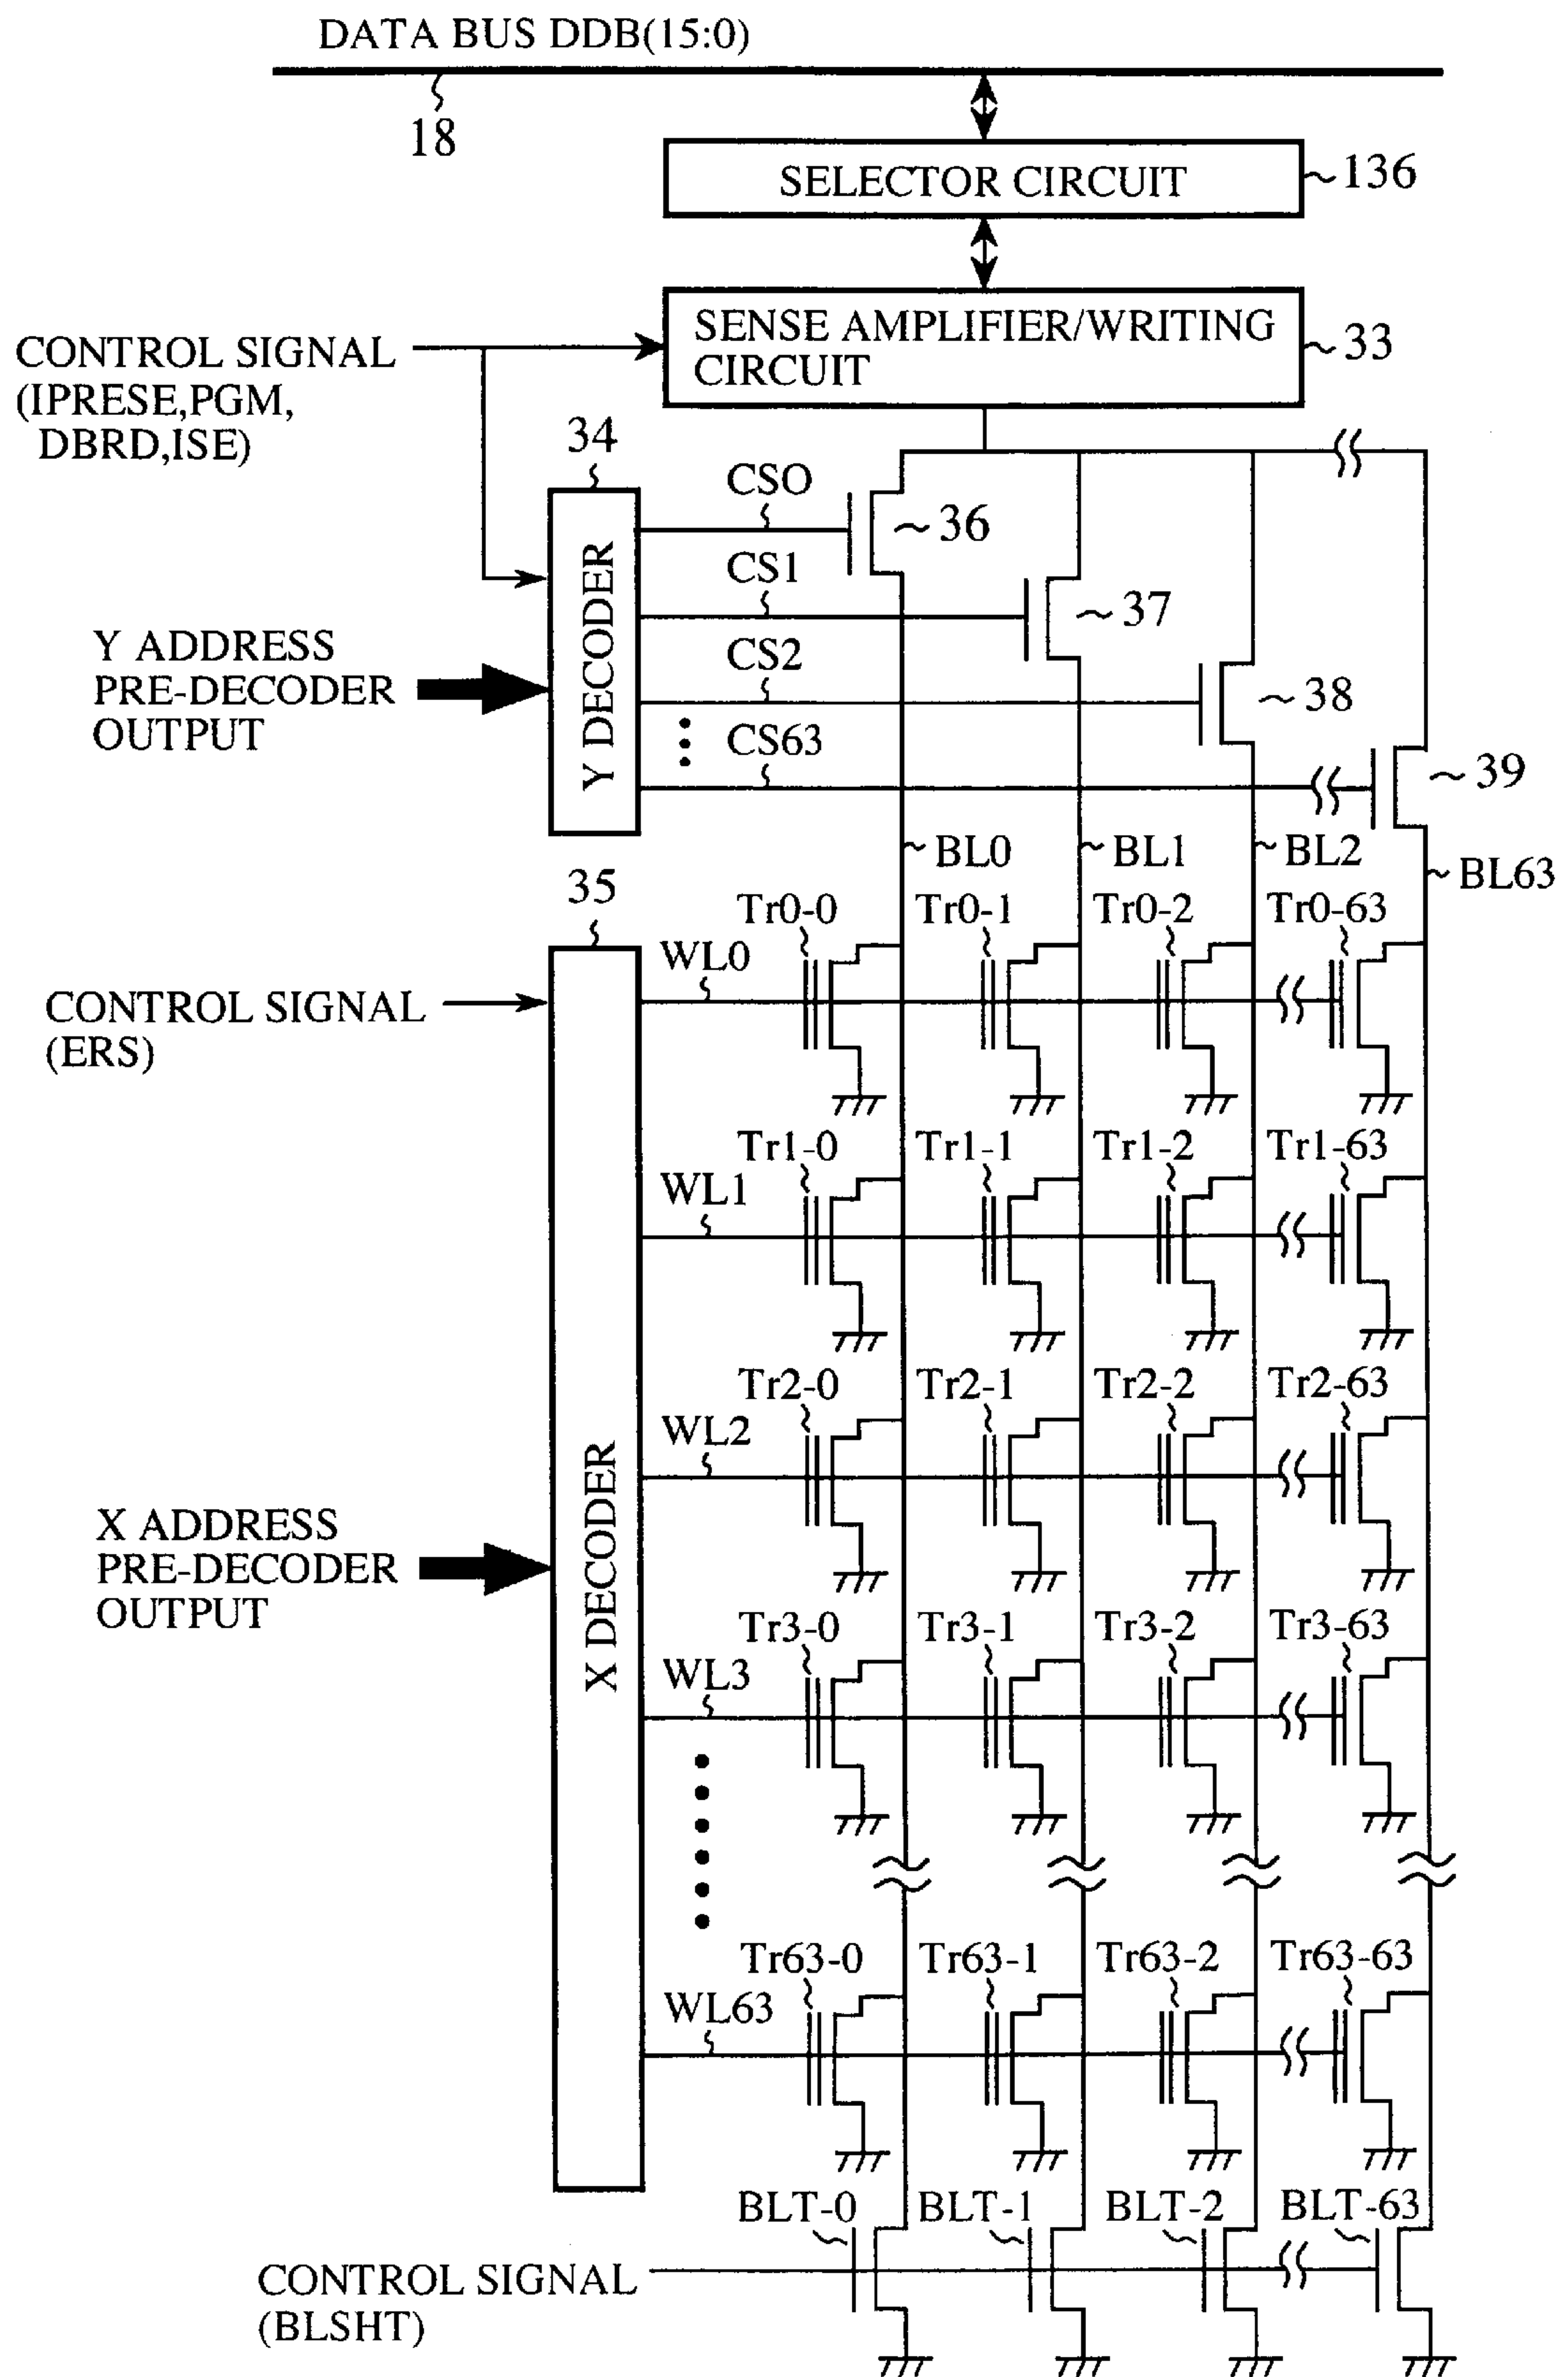 DATA BUS DDB(15:0)
18
SELECTOR CIRCUIT
136
SENSE AMPLIFIER/WRITING
CIRCUIT
33
CONTROL SIGNAL
(IPRESE,PGM,
DBRD,ISE)
34
Y DECODER
CSO
36
CS1
37
CS2
38
CS63
39
Y ADDRESS
PRE-DECODER
OUTPUT
BL0
BL1
BL2
BL63
35
X DECODER
Tr0-0
Tr0-1
Tr0-2
Tr0-63
WL0
CONTROL SIGNAL
(ERS)
Tr1-0
Tr1-1
Tr1-2
Tr1-63
WL1
Tr2-0
Tr2-1
Tr2-2
Tr2-63
WL2
X ADDRESS
PRE-DECODER
OUTPUT
Tr3-0
Tr3-1
Tr3-2
Tr3-63
WL3
Tr63-0
Tr63-1
Tr63-2
Tr63-63
WL63
BLT-0
BLT-1
BLT-2
BLT-63
CONTROL SIGNAL
(BLSHT)